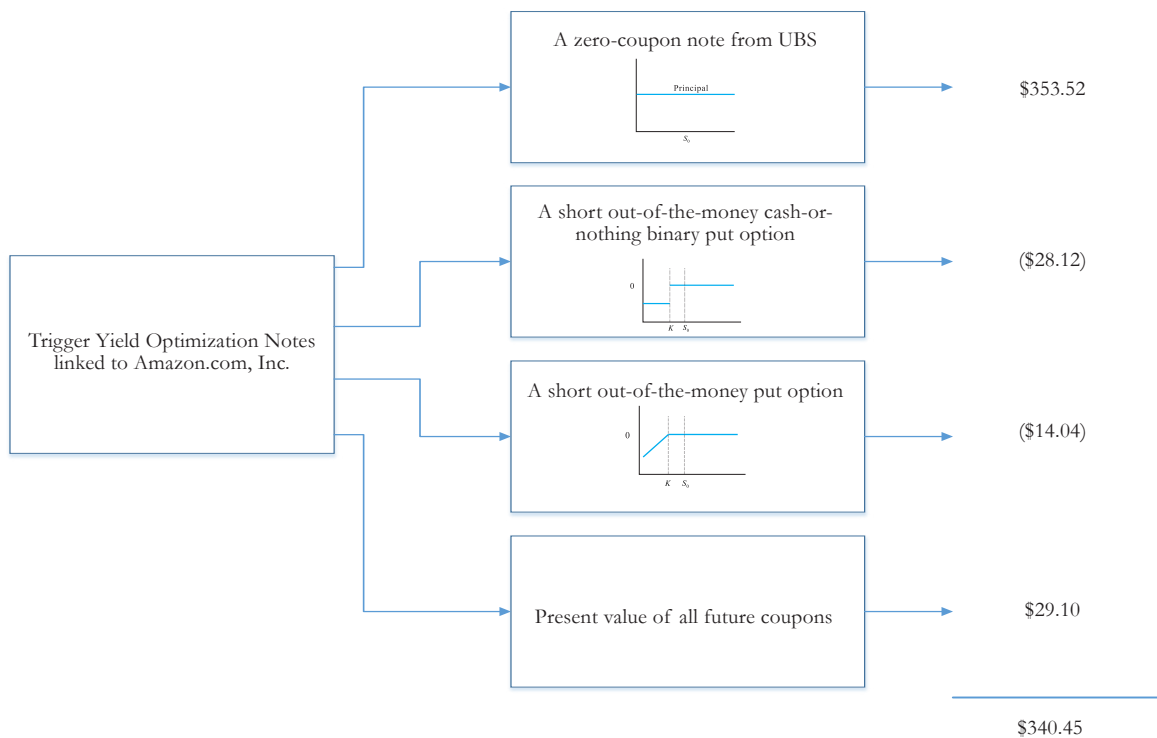 A zero-coupon note from UBS
Principal
S0
$353.52
A short out-of-the-money cash-or-
nothing binary put option
0
K S0
($28.12)
Trigger Yield Optimization Notes
linked to Amazon.com, Inc.
A short out-of-the-money put option
0
K S0
($14.04)
Present value of all future coupons
$29.10
$340.45